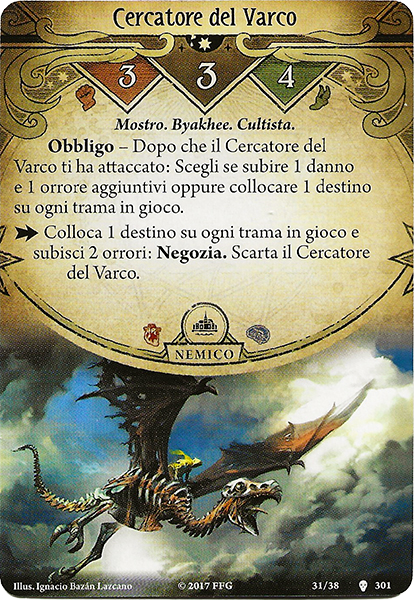 Cercatore del Varco
3 3 4
Mostro. Byakhee. Cultista.
Obbligo – Dopo che il Cercatore del
Varco ti ha attaccato: Scegli se subire 1 danno
e 1 orrore aggiuntivi oppure collocare 1 destino
su ogni trama in gioco.
Colloca 1 destino su ogni trama in gioco e
subisci 2 orrori: Negozia. Scarta il Cercatore
del Varco.
NEMICO
Illus. Ignacio Bazán Lazcano © 2017 FFG 31/38 301